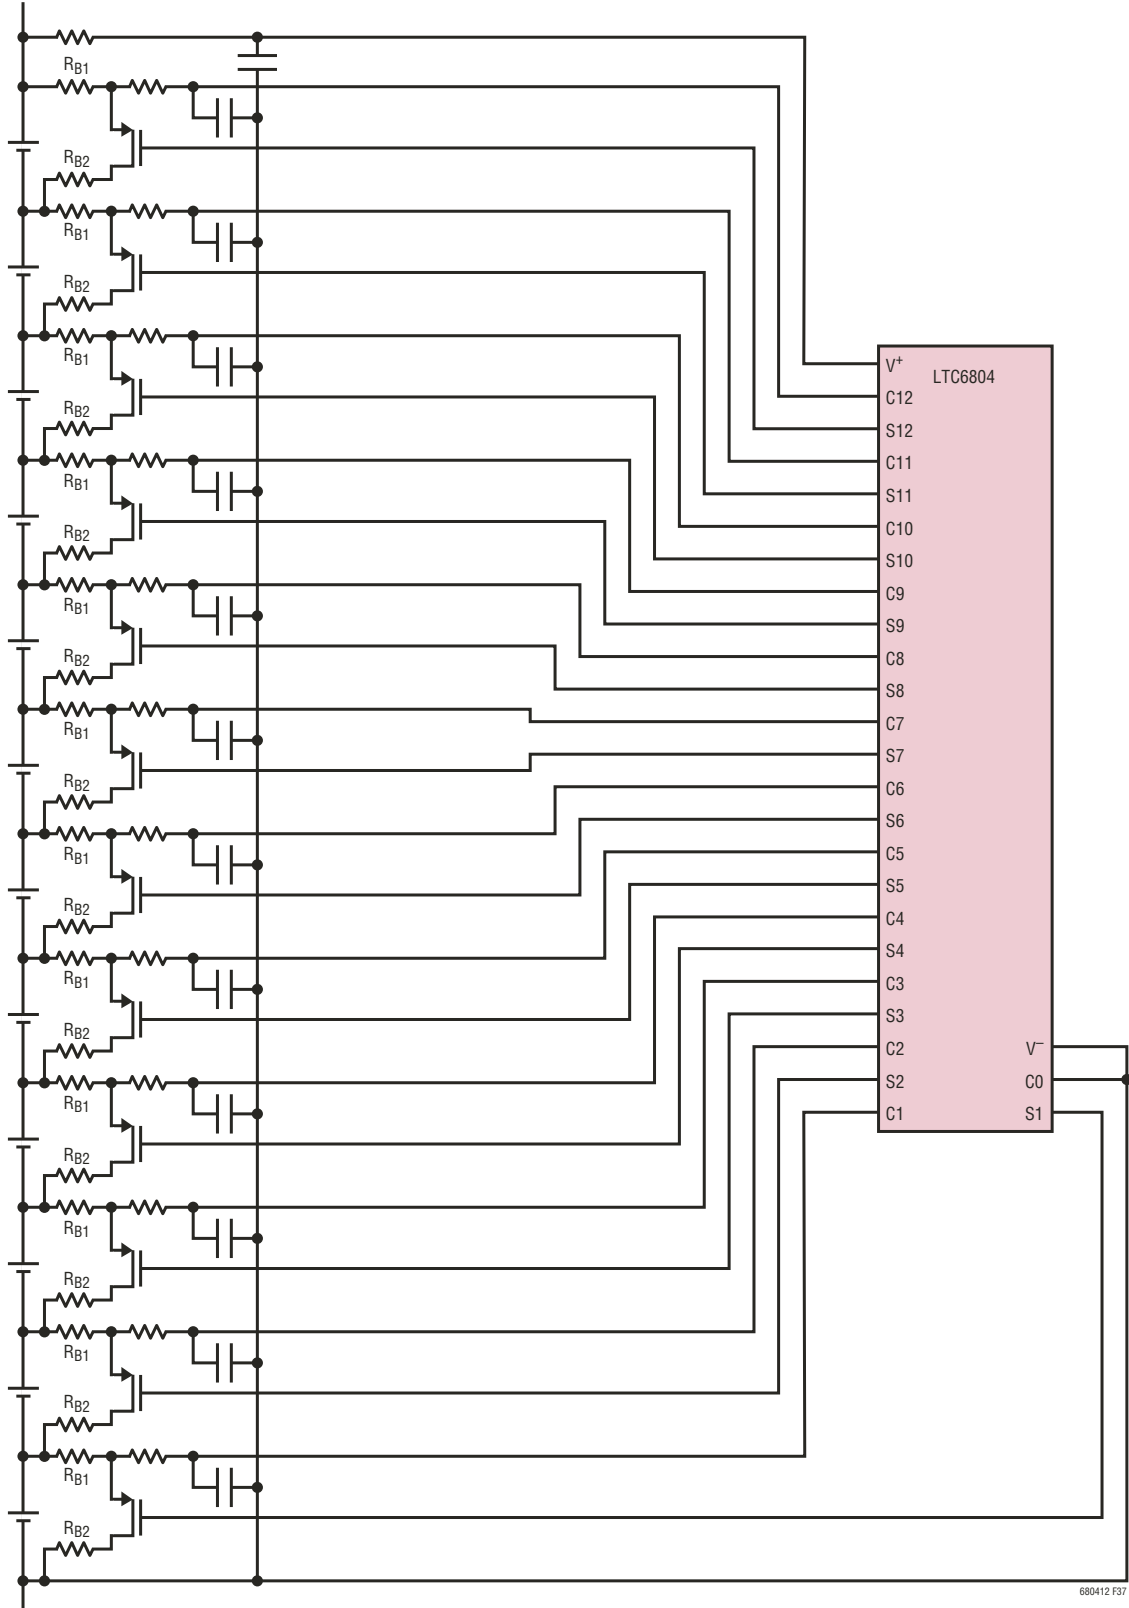 RB1
RB2
RB1
RB2
RB1
RB2
RB1
RB2
RB1
RB2
RB1
RB2
RB1
RB2
RB1
RB2
RB1
RB2
RB1
RB2
RB1
RB2
RB1
RB2
LTC6804
V+
C12
S12
C11
S11
C10
S10
C9
S9
C8
S8
C7
S7
C6
S6
C5
S5
C4
S4
C3
S3
C2 V−
S2 C0
C1 S1
680412 F37